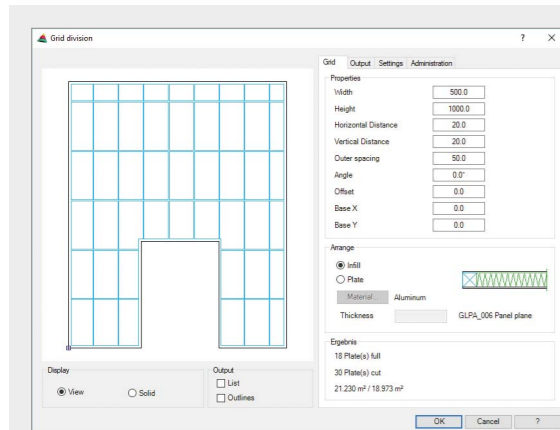 Grid division
? X
Grid Output Settings Administration
Properties
Width 500.0
Height 1000.0
Horizontal Distance 20.0
Vertical Distance 20.0
Outer spacing 50.0
Angle 0.0°
Offset 0.0
Base X 0.0
Base Y 0.0
Arrange
Infill
Plate
Material... Aluminum
Thickness GLPA_006 Panel plane
Ergebnis
18 Plate(s) full
30 Plate(s) cut
21.230 m² / 18.973 m²
Display
View Solid
Output
List
Outlines
OK Cancel ?